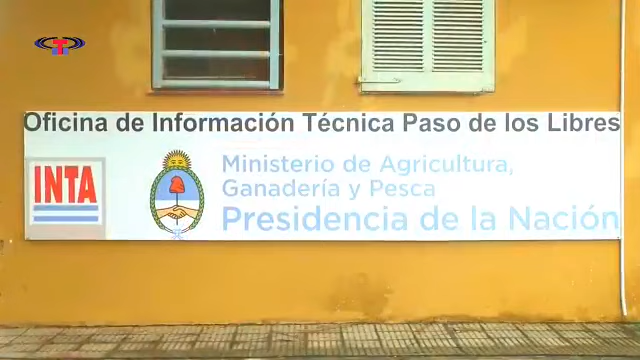 Oficina de Información Técnica Paso de los Libres
INTA
Ministerio de Agricultura,
Ganadería y Pesca
Presidencia de la Nación